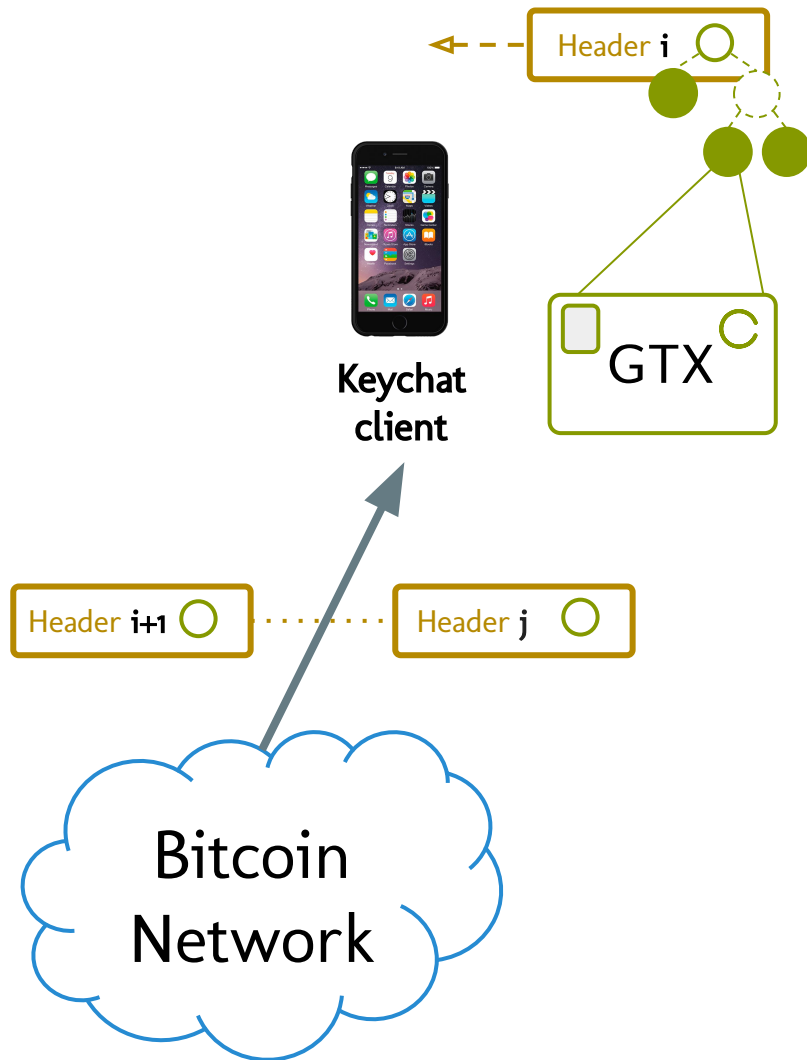 Header i
Keychat
client
GTX
Header i+1
Header j
Bitcoin
Network